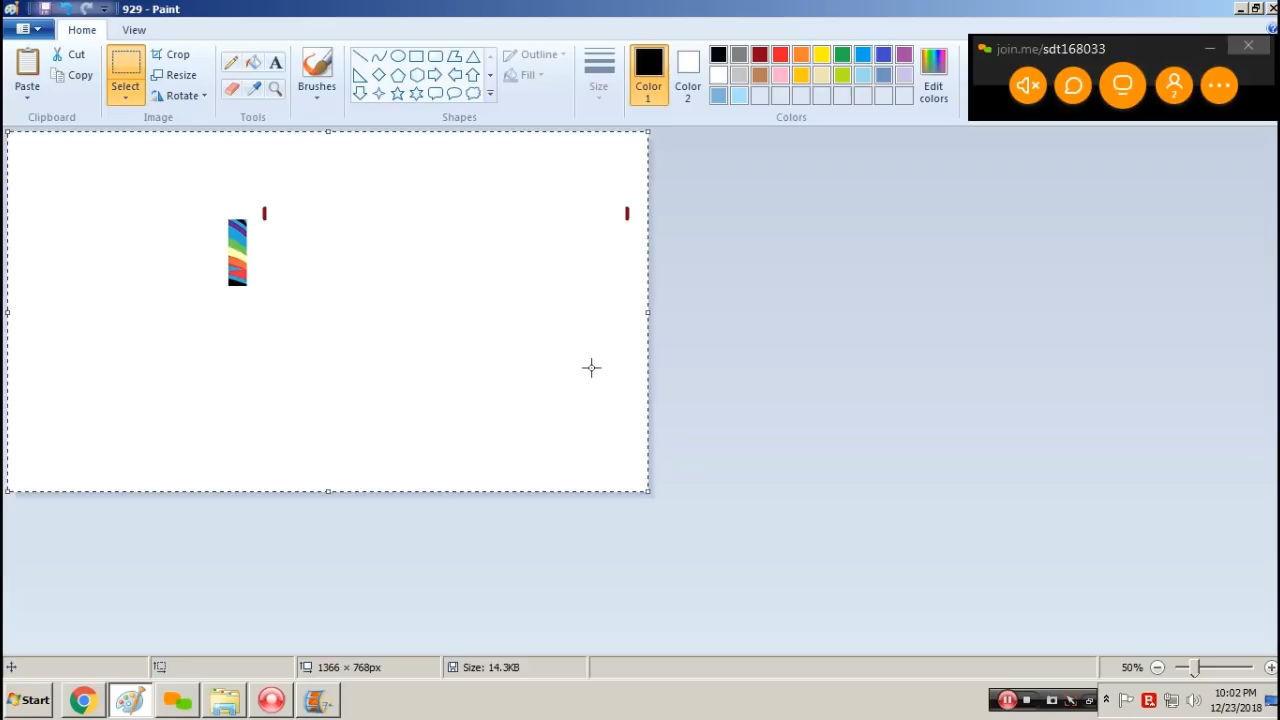 929 - Paint
Home View
Paste Cut Copy Clipboard
Select Crop Resize Rotate Image
A Tools
Brushes
Shapes
Outline Fill
Size
Color 1 Color 2 Edit colors Colors
join.me/sdt168033
2
1366 × 768px
Size: 14.3KB
50%
Start
10:02 PM
12/23/2018